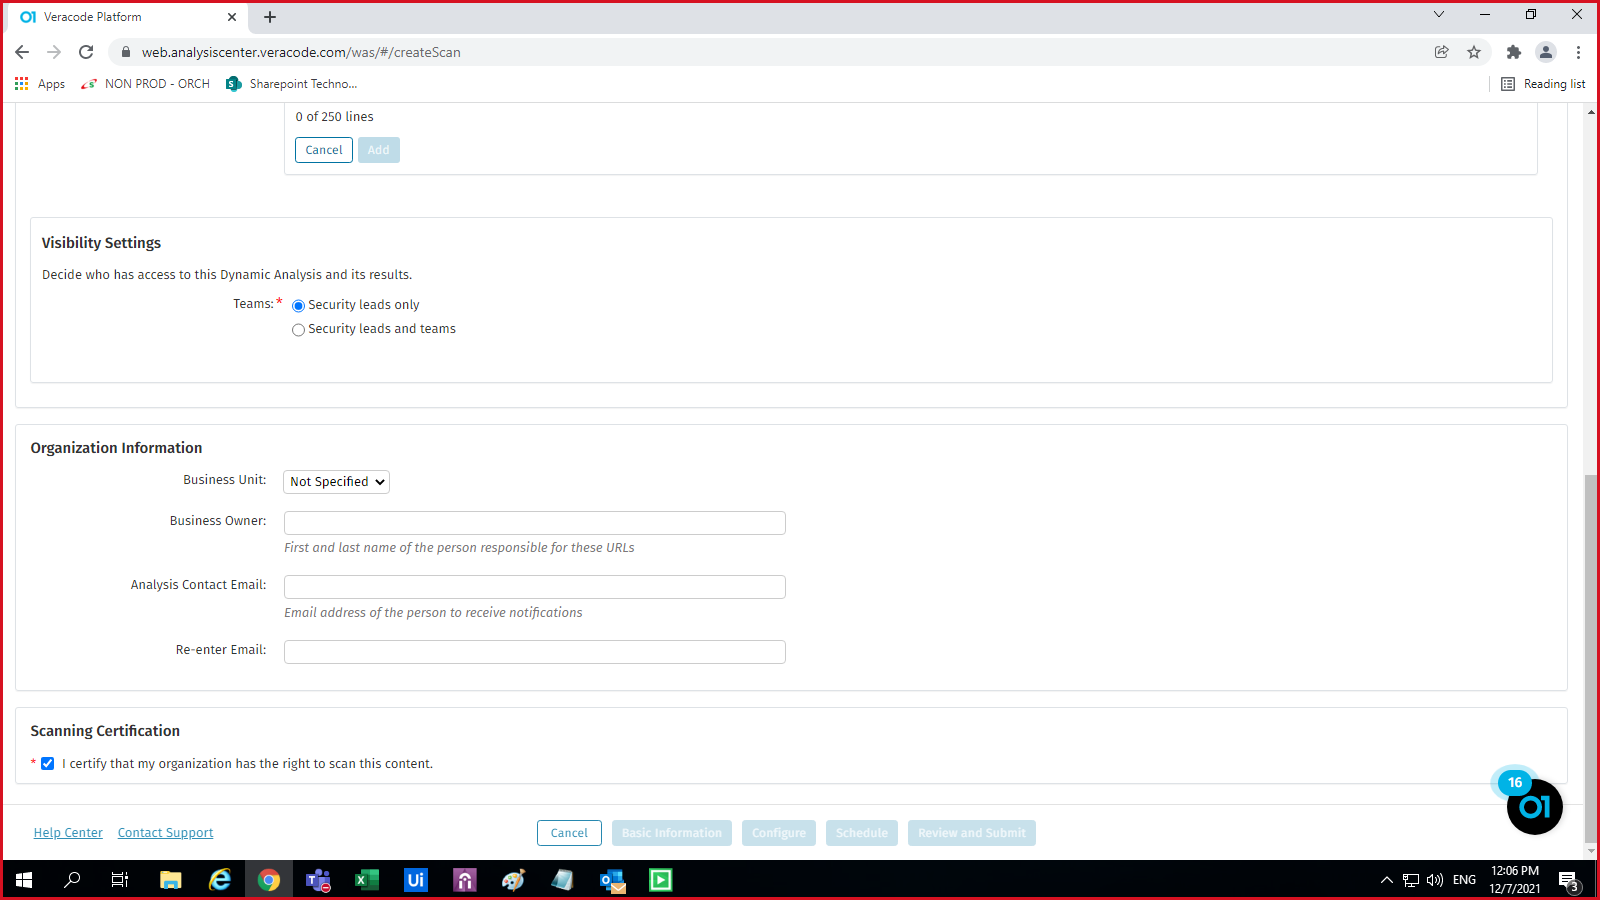 Veracode Platform
web.analysiscenter.veracode.com/was/#/createScan
Apps
NON PROD - ORCH
Sharepoint Techno...
Reading list
0 of 250 lines
Cancel
Add
Visibility Settings
Decide who has access to this Dynamic Analysis and its results.
Teams: *
Security leads only
Security leads and teams
Organization Information
Business Unit:
Not Specified
Business Owner:
First and last name of the person responsible for these URLs
Analysis Contact Email:
Email address of the person to receive notifications
Re-enter Email:
Scanning Certification
* I certify that my organization has the right to scan this content.
16
Help Center
Contact Support
Cancel
Basic Information
Configure
Schedule
Review and Submit
Ui
ENG
12:06 PM
12/7/2021
3